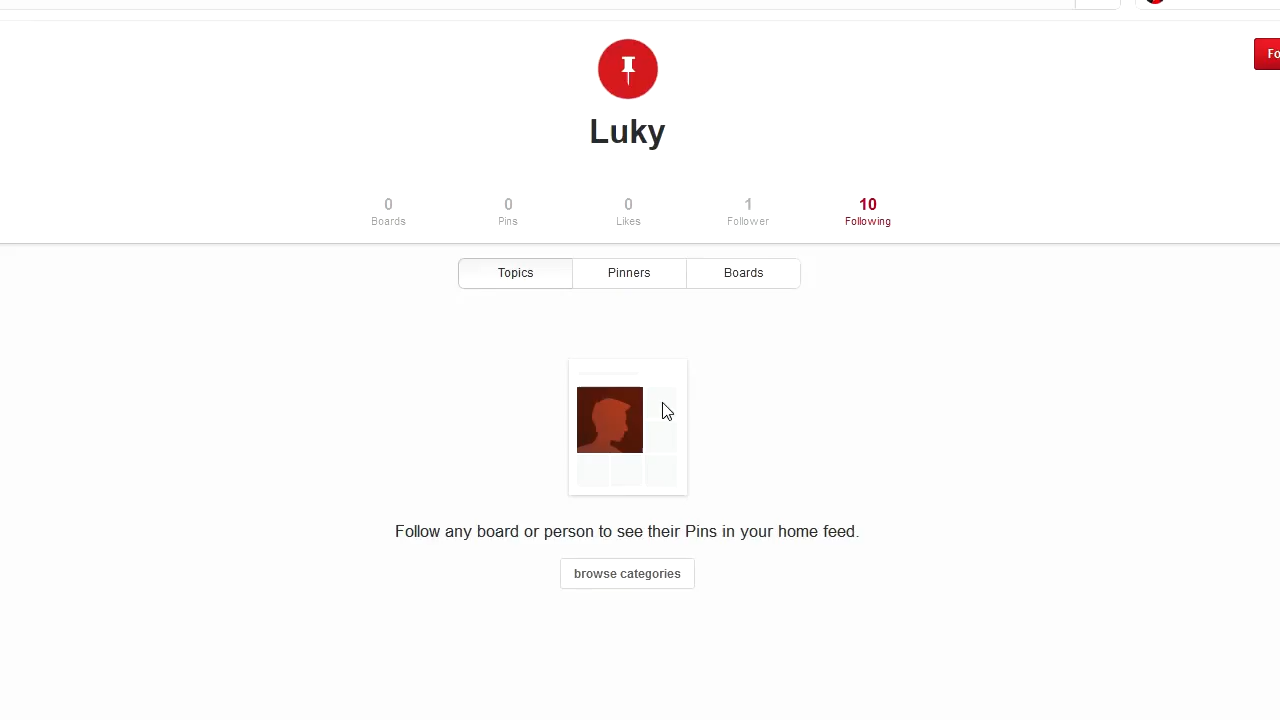 Fo
Luky
0 0 0 1 10
Boards Pins Likes Follower Following
Topics Pinners Boards
Follow any board or person to see their Pins in your home feed.
browse categories